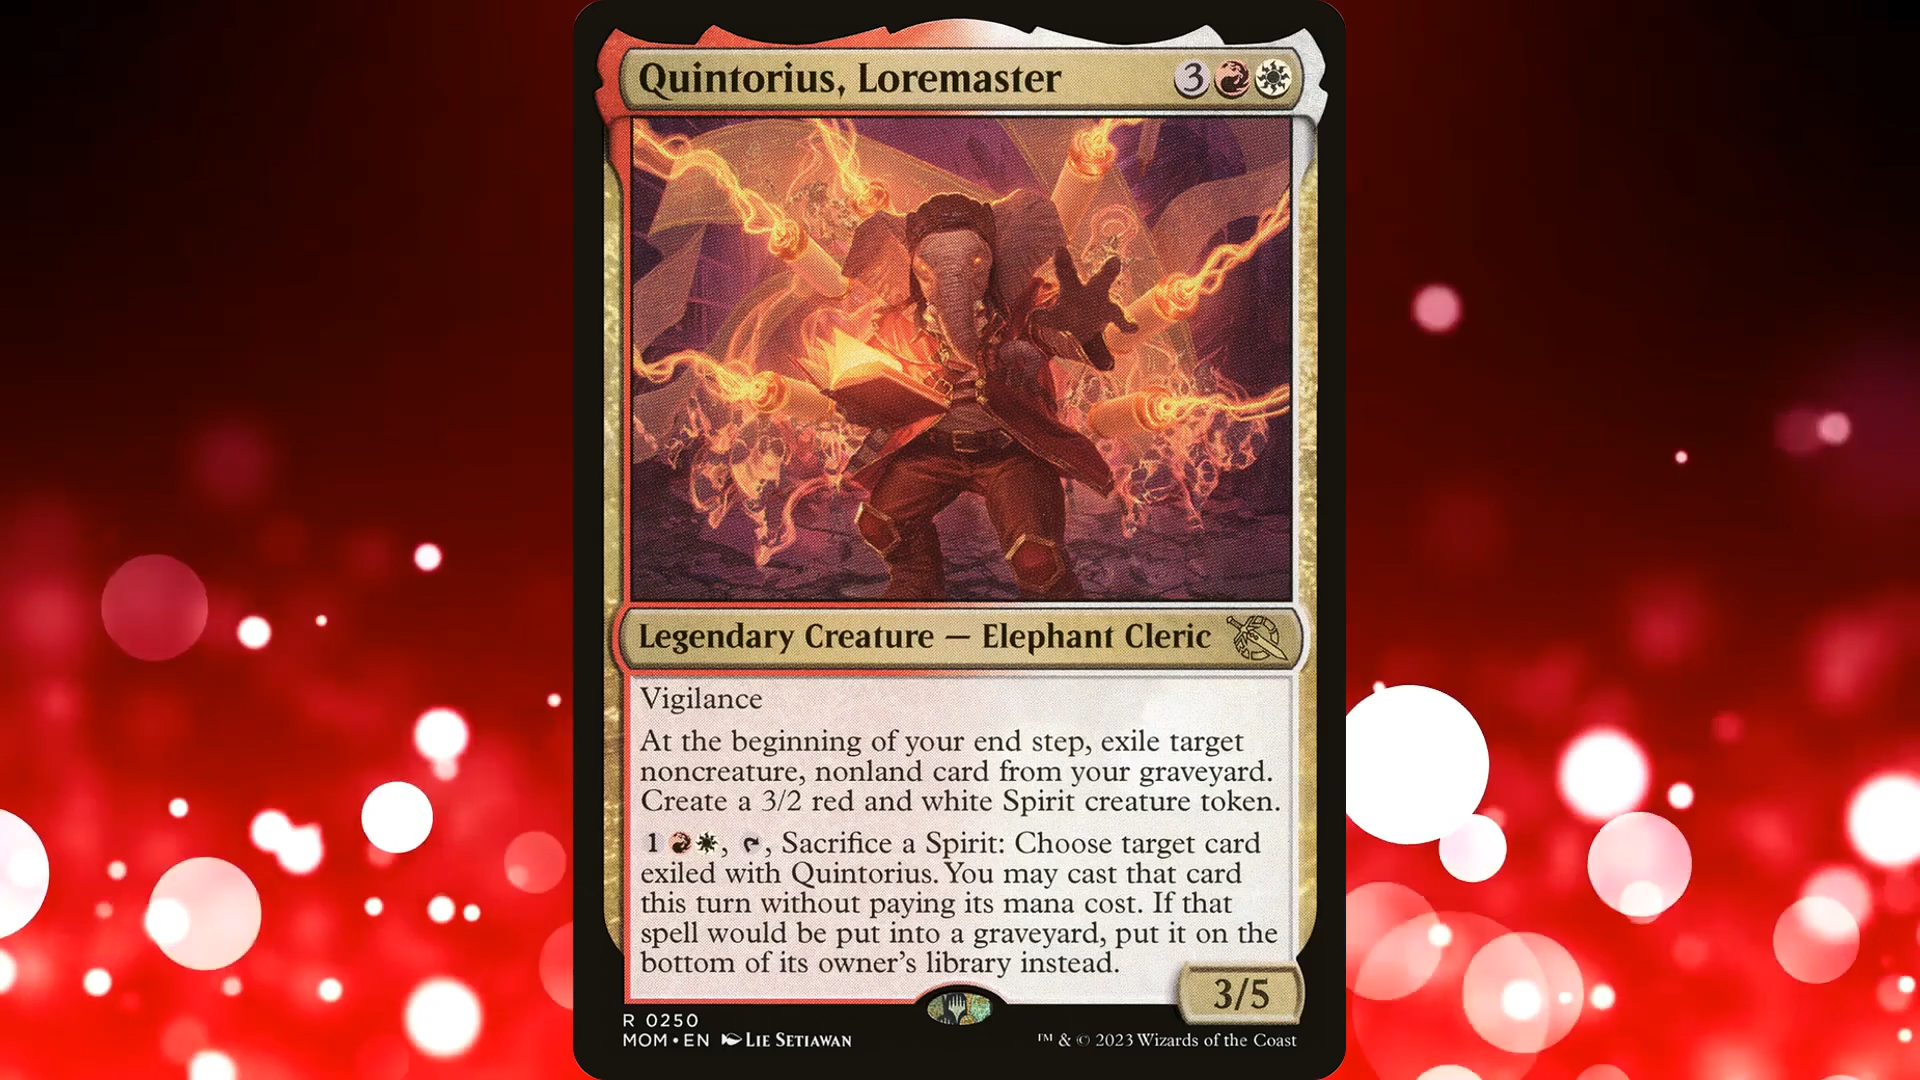 Quintorius, Loremaster 3
Legendary Creature — Elephant Cleric
Vigilance
At the beginning of your end step, exile target
noncreature, nonland card from your graveyard.
Create a 3/2 red and white Spirit creature token.
1 , , Sacrifice a Spirit: Choose target card
exiled with Quintorius. You may cast that card
this turn without paying its mana cost. If that
spell would be put into a graveyard, put it on the
bottom of its owner's library instead.
3/5
R 0250
MOM • EN Lie Setiawan
™ & © 2023 Wizards of the Coast